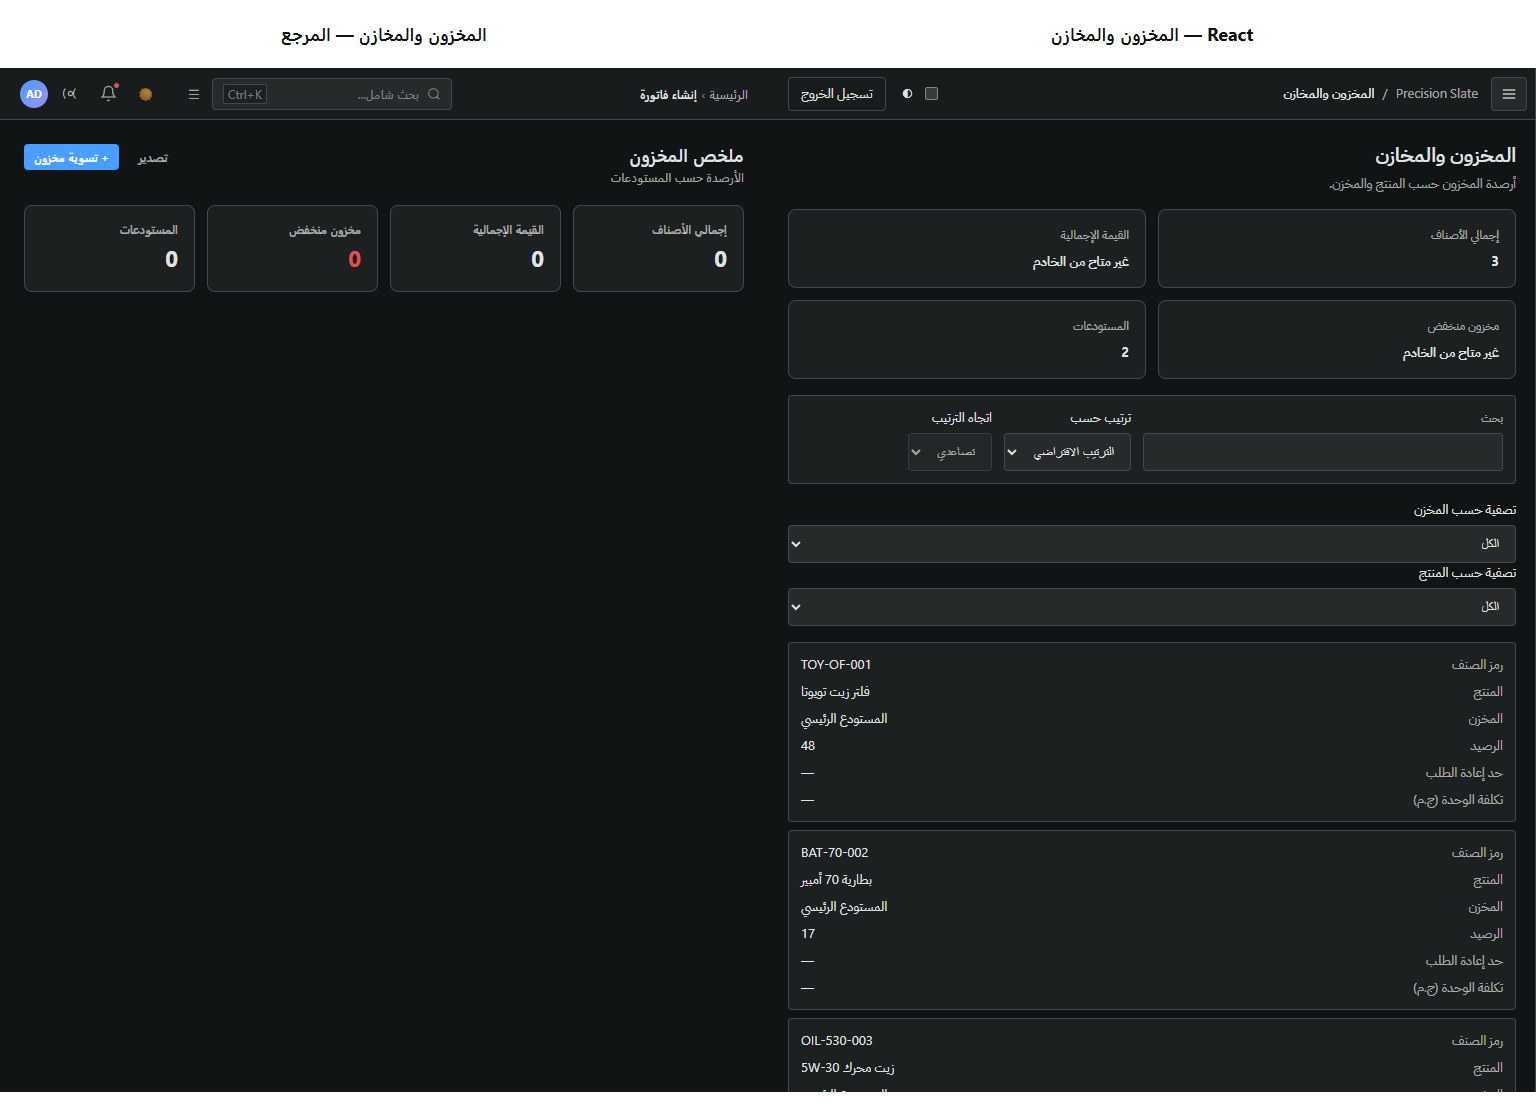 React — المخزون والمخازن
Precision Slate / المخزون والمخازن
تسجيل الخروج
المخزون والمخازن
أرصدة المخزون حسب المنتج والمخزن.
إجمالي الأصناف
3
القيمة الإجمالية
غير متاح من الخادم
مخزون منخفض
غير متاح من الخادم
المستودعات
2
بحث
ترتيب حسب
الترتيب الافتراضي
اتجاه الترتيب
تصاعدي
تصفية حسب المخزن
الكل
تصفية حسب المنتج
الكل
رمز الصنف TOY-OF-001
المنتج فلتر زيت تويوتا
المخزن المستودع الرئيسي
الرصيد 48
حد إعادة الطلب —
تكلفة الوحدة (ج.م) —
رمز الصنف BAT-70-002
المنتج بطارية 70 أمبير
المخزن المستودع الرئيسي
الرصيد 17
حد إعادة الطلب —
تكلفة الوحدة (ج.م) —
رمز الصنف OIL-530-003
المنتج زيت محرك 5W-30
المخزون والمخازن — المرجع
الرئيسية › إنشاء فاتورة
بحث شامل... Ctrl+K
AD
ملخص المخزون
الأرصدة حسب المستودعات
تصدير
+ تسوية مخزون
إجمالي الأصناف
0
القيمة الإجمالية
0
مخزون منخفض
0
المستودعات
0